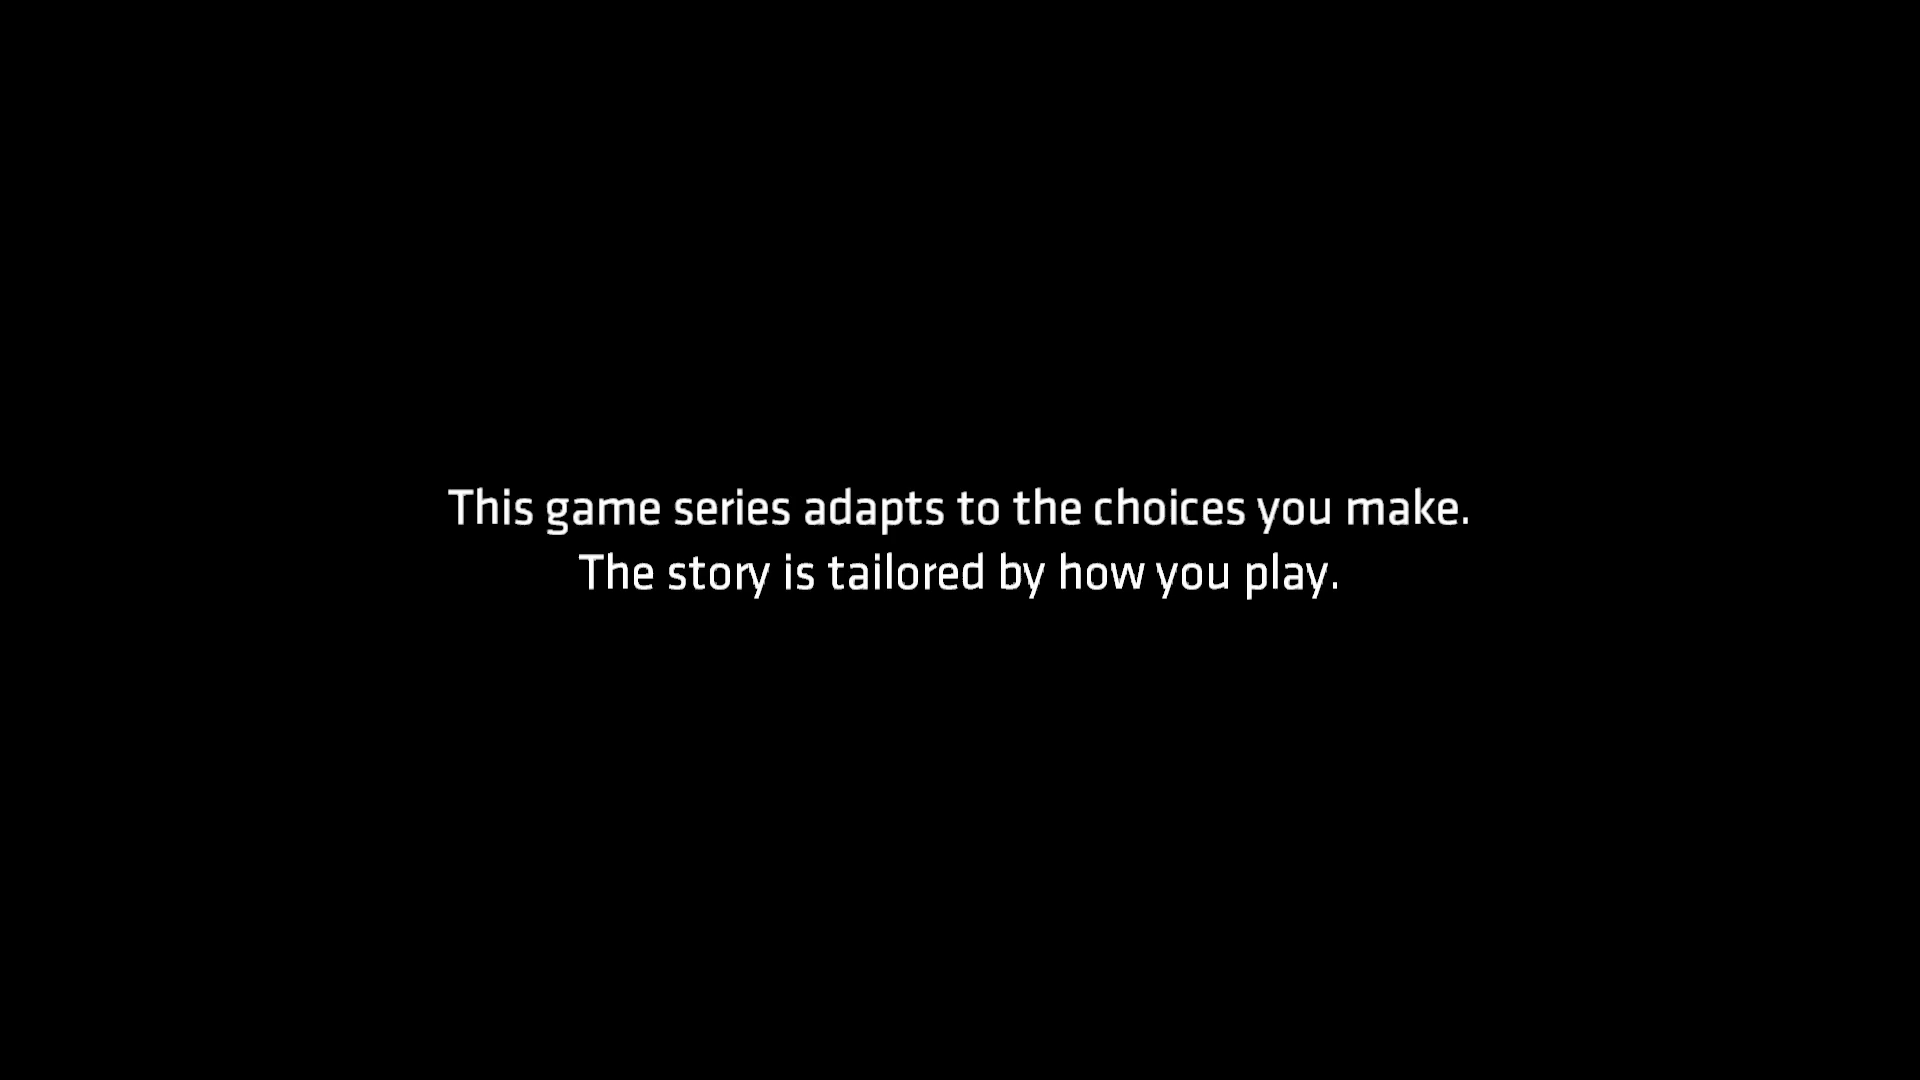 This game series adapts to the choices you make.
The story is tailored by how you play.